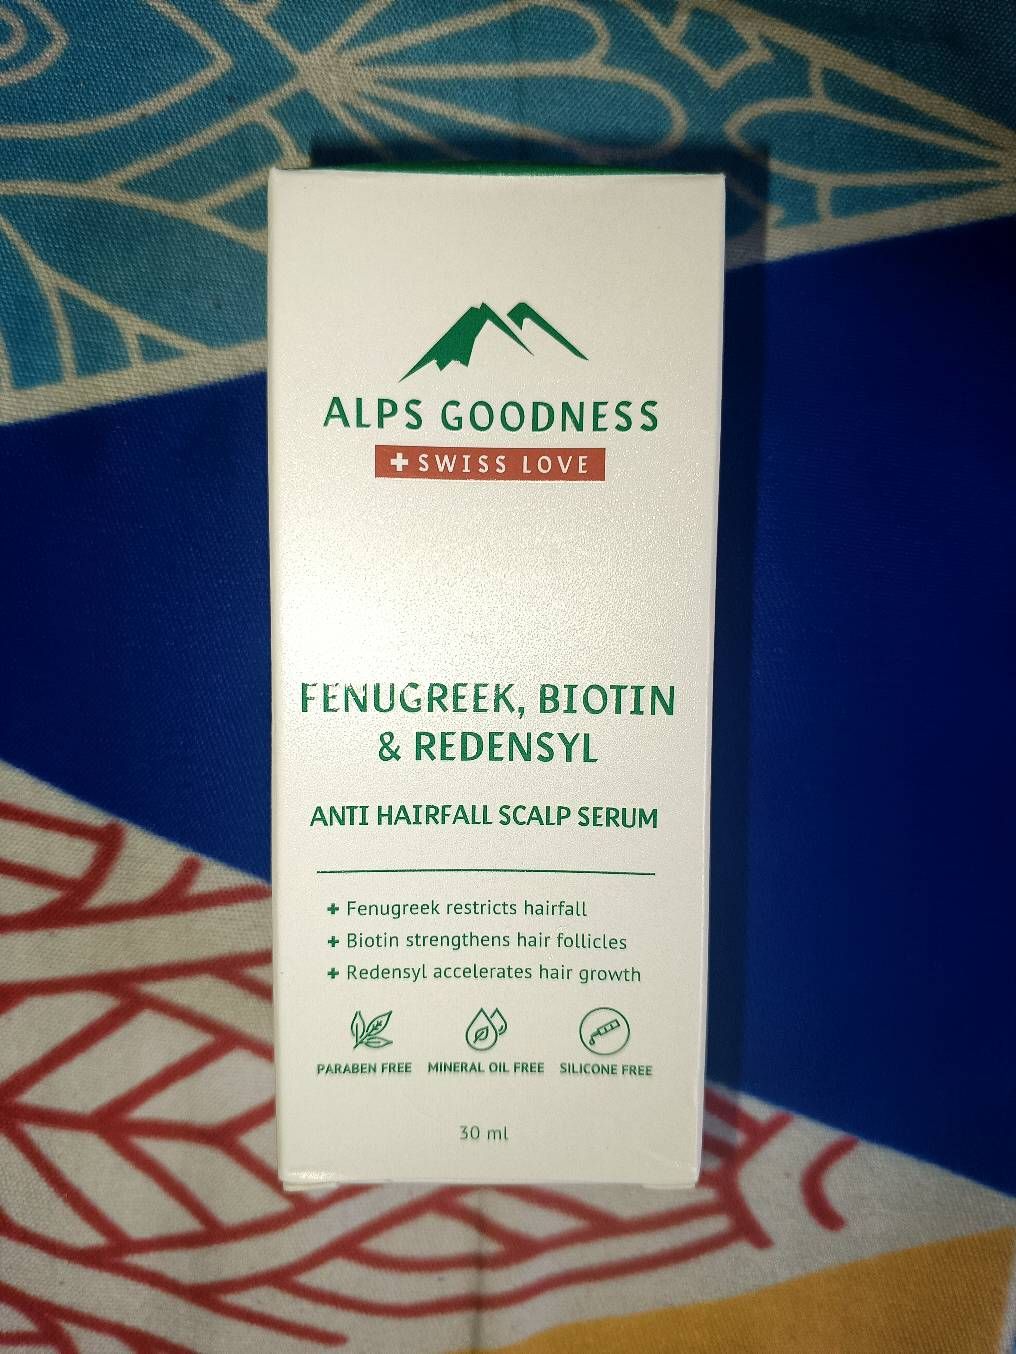 ALPS GOODNESS
SWISS LOVE
FENUGREEK, BIOTIN
& REDENSYL
ANTI HAIRFALL SCALP SERUM
Fenugreek restricts hairfall
Biotin strengthens hair follicles
Redensyl accelerates hair growth
PARABEN FREE MINERAL OIL FREE SILICONE FREE
30 ml